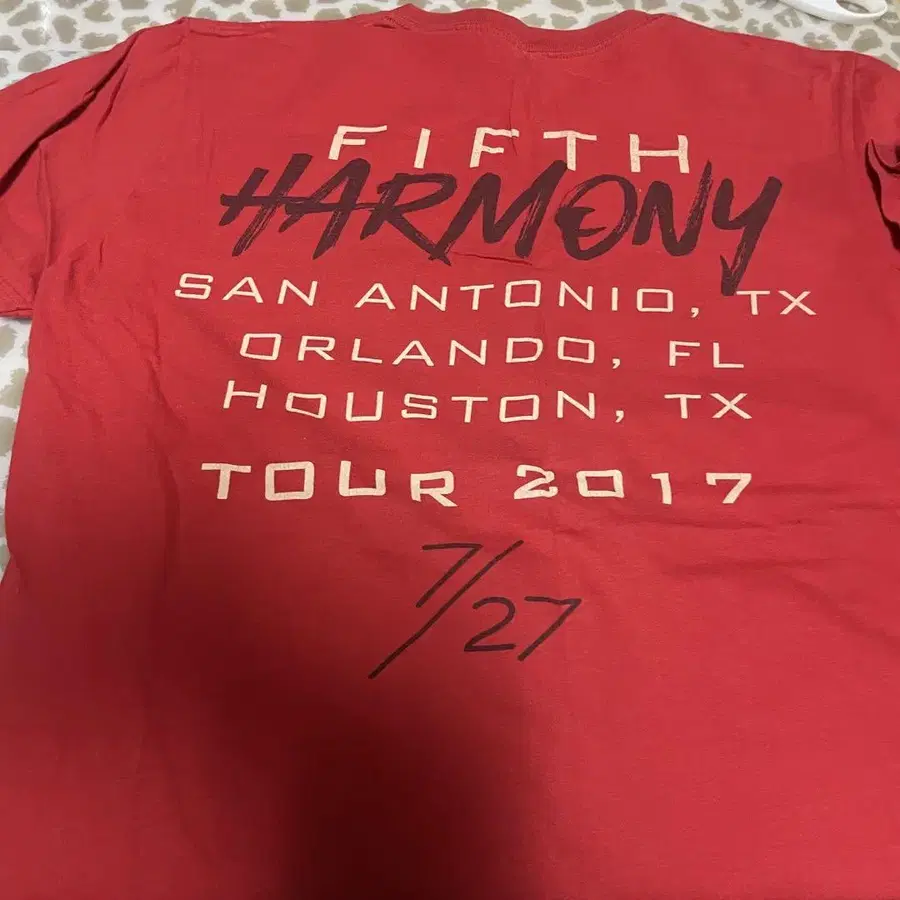 FIFTH
HARMONY
SAN ANTONIO, TX
ORLANDO, FL
HOUSTON, TX
TOUR 2017
7/27